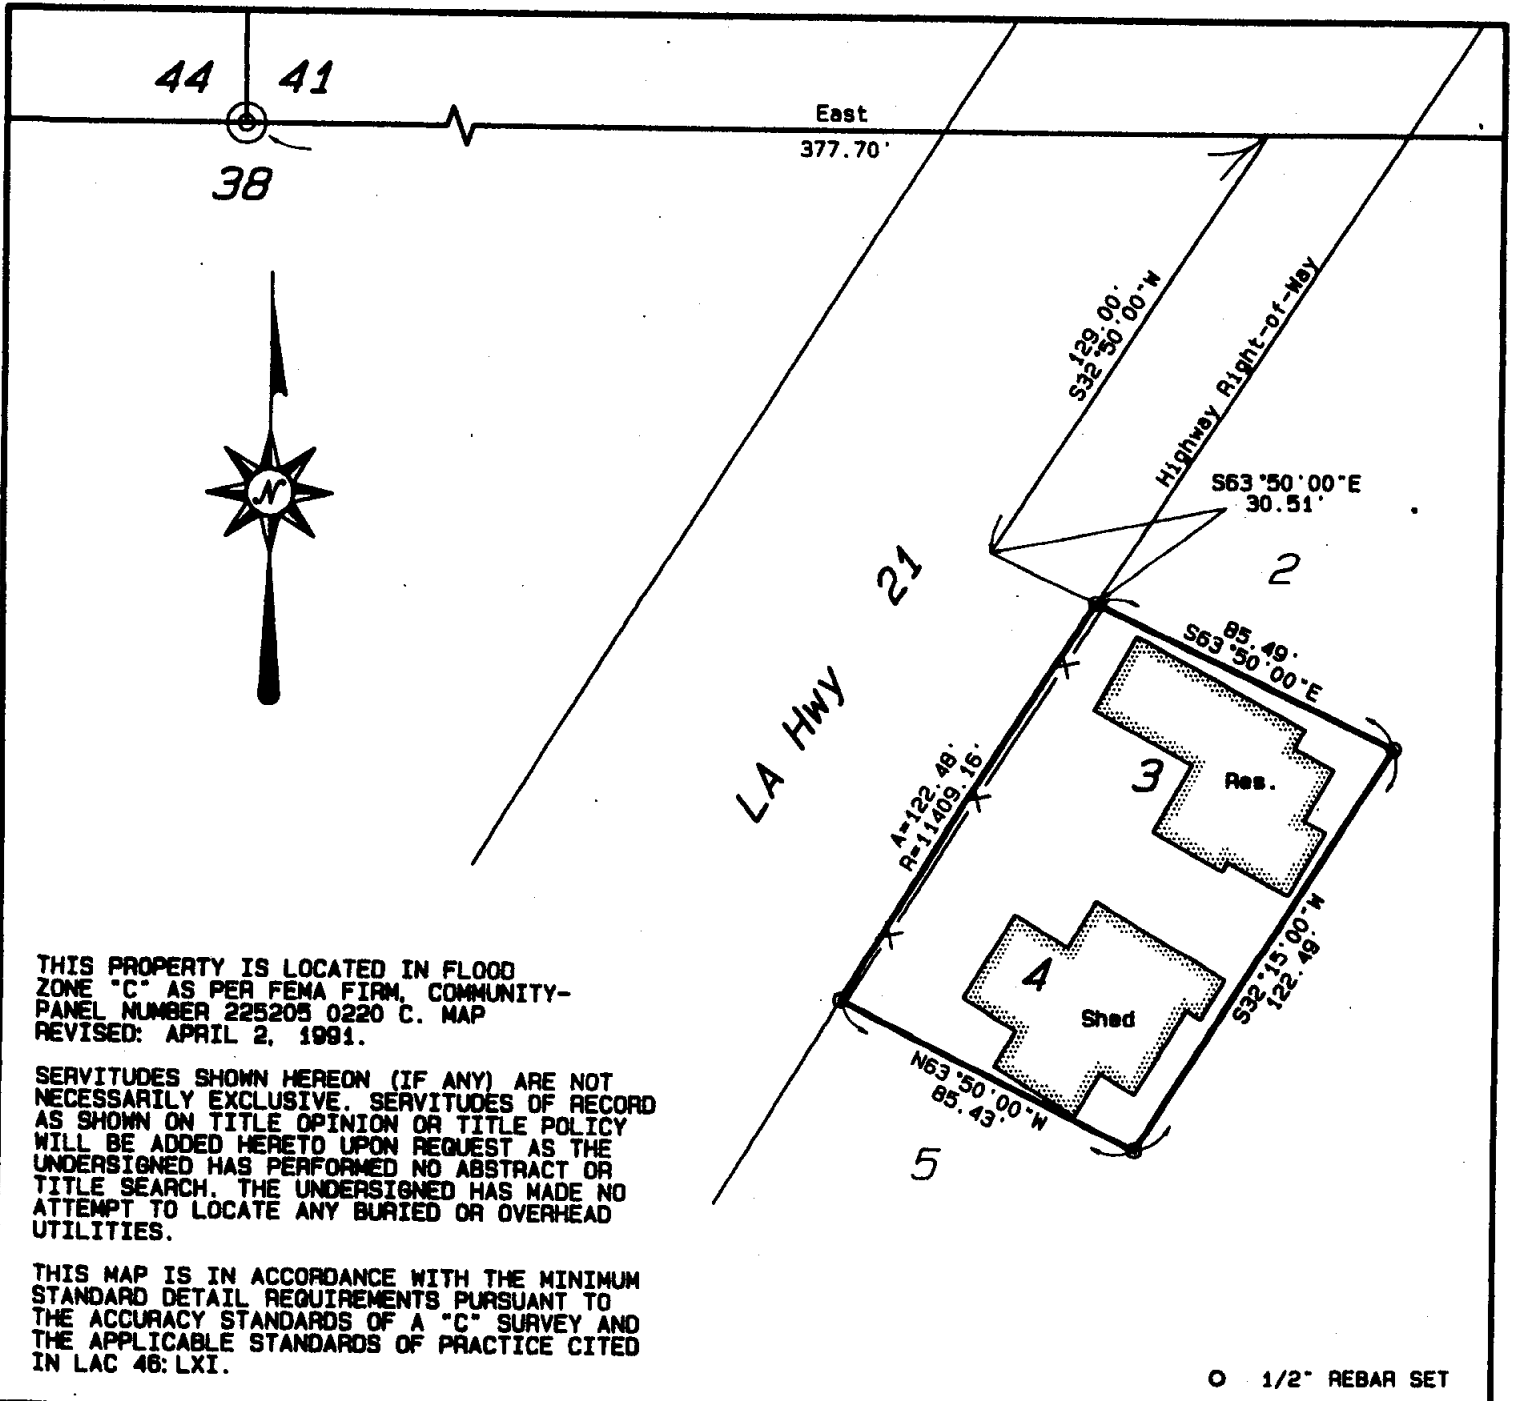 44 41
East
377.70'
38
129.00'
S32°50'00"W
Highway Right-of-Way
S63°50'00"E
30.51'
N
21
2
85.49'
S63°50'00"E
LA Hwy
A=122.48'
R=11409.16'
3
Res.
4
Shed
S32°15'00"W
122.49'
N63°50'00"W
85.43'
5
THIS PROPERTY IS LOCATED IN FLOOD
ZONE "C" AS PER FEMA FIRM, COMMUNITY-
PANEL NUMBER 225205 0220 C. MAP
REVISED: APRIL 2, 1991.
SERVITUDES SHOWN HEREON (IF ANY) ARE NOT
NECESSARILY EXCLUSIVE. SERVITUDES OF RECORD
AS SHOWN ON TITLE OPINION OR TITLE POLICY
WILL BE ADDED HERETO UPON REQUEST AS THE
UNDERSIGNED HAS PERFORMED NO ABSTRACT OR
TITLE SEARCH. THE UNDERSIGNED HAS MADE NO
ATTEMPT TO LOCATE ANY BURIED OR OVERHEAD
UTILITIES.
THIS MAP IS IN ACCORDANCE WITH THE MINIMUM
STANDARD DETAIL REQUIREMENTS PURSUANT TO
THE ACCURACY STANDARDS OF A "C" SURVEY AND
THE APPLICABLE STANDARDS OF PRACTICE CITED
IN LAC 46:LXI.
O 1/2" REBAR SET